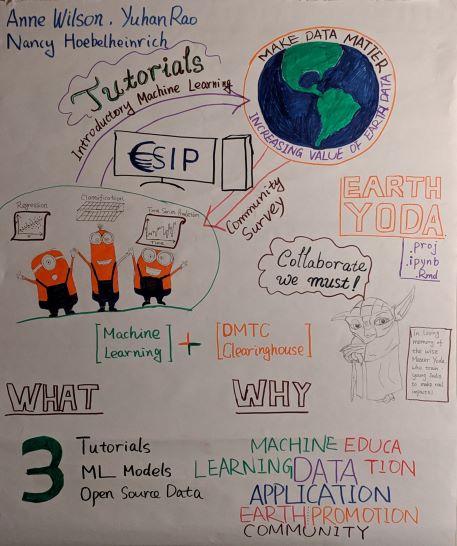 Anne Wilson, Yuhan Rao
Nancy Hoebelheinrich
Tutorials
Introductory Machine Learning
MAKE DATA MATTER
INCREASING VALUE OF EARTH DATA
ESIP
Community
Survey
Regression
Classification
Time Series Prediction
Time
EARTH
YODA
.proj
.ipynb
.Rmd
Collaborate
we must!
[Machine
Learning]
+
[DMTC
Clearinghouse]
In loving
memory of
the wise
Master Yoda
who train
young Jedis
to make real
impacts!
WHAT
WHY
3
Tutorials
ML Models
Open Source Data
MACHINE EDUCA
LEARNING DATA TION
APPLICATION
EARTH PROMOTION
COMMUNITY